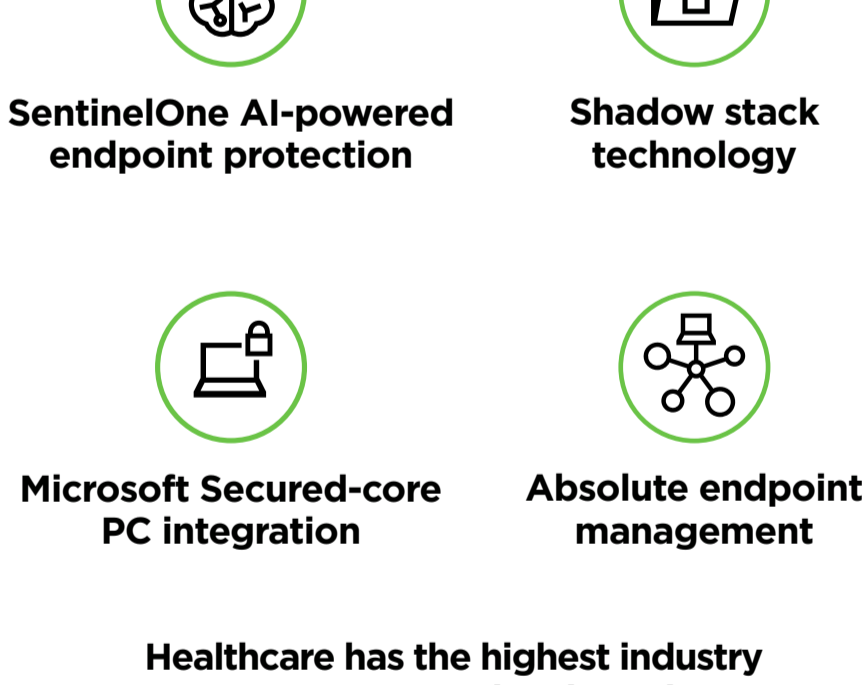 SentinelOne AI-powered
endpoint protection
Shadow stack
technology
Microsoft Secured-core
PC integration
Absolute endpoint
management
Healthcare has the highest industry